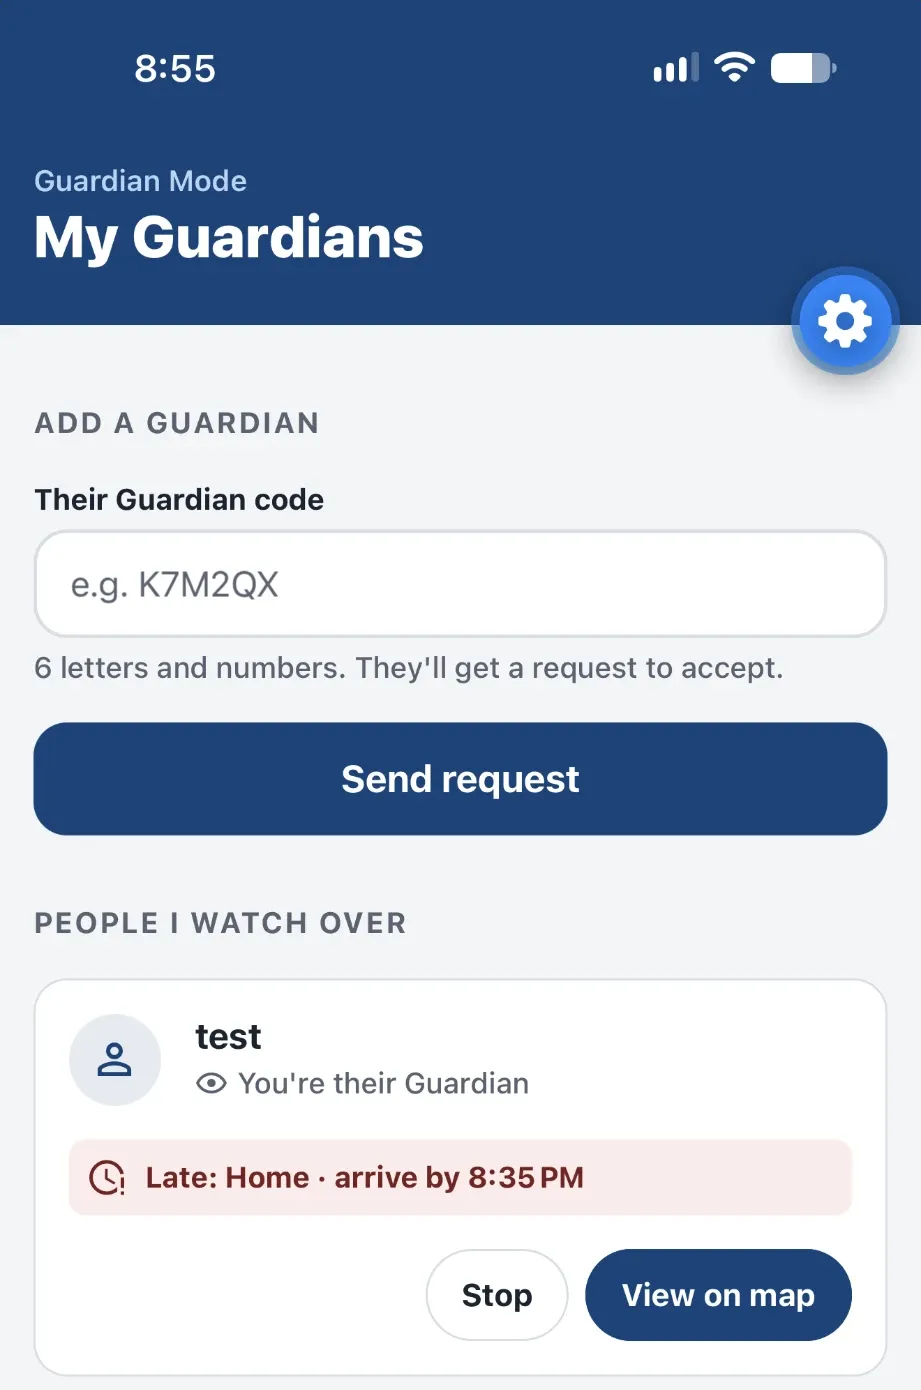 8:55
Guardian Mode
My Guardians
ADD A GUARDIAN
Their Guardian code
e.g. K7M2QX
6 letters and numbers. They'll get a request to accept.
Send request
PEOPLE I WATCH OVER
test
You're their Guardian
Late: Home · arrive by 8:35 PM
Stop
View on map